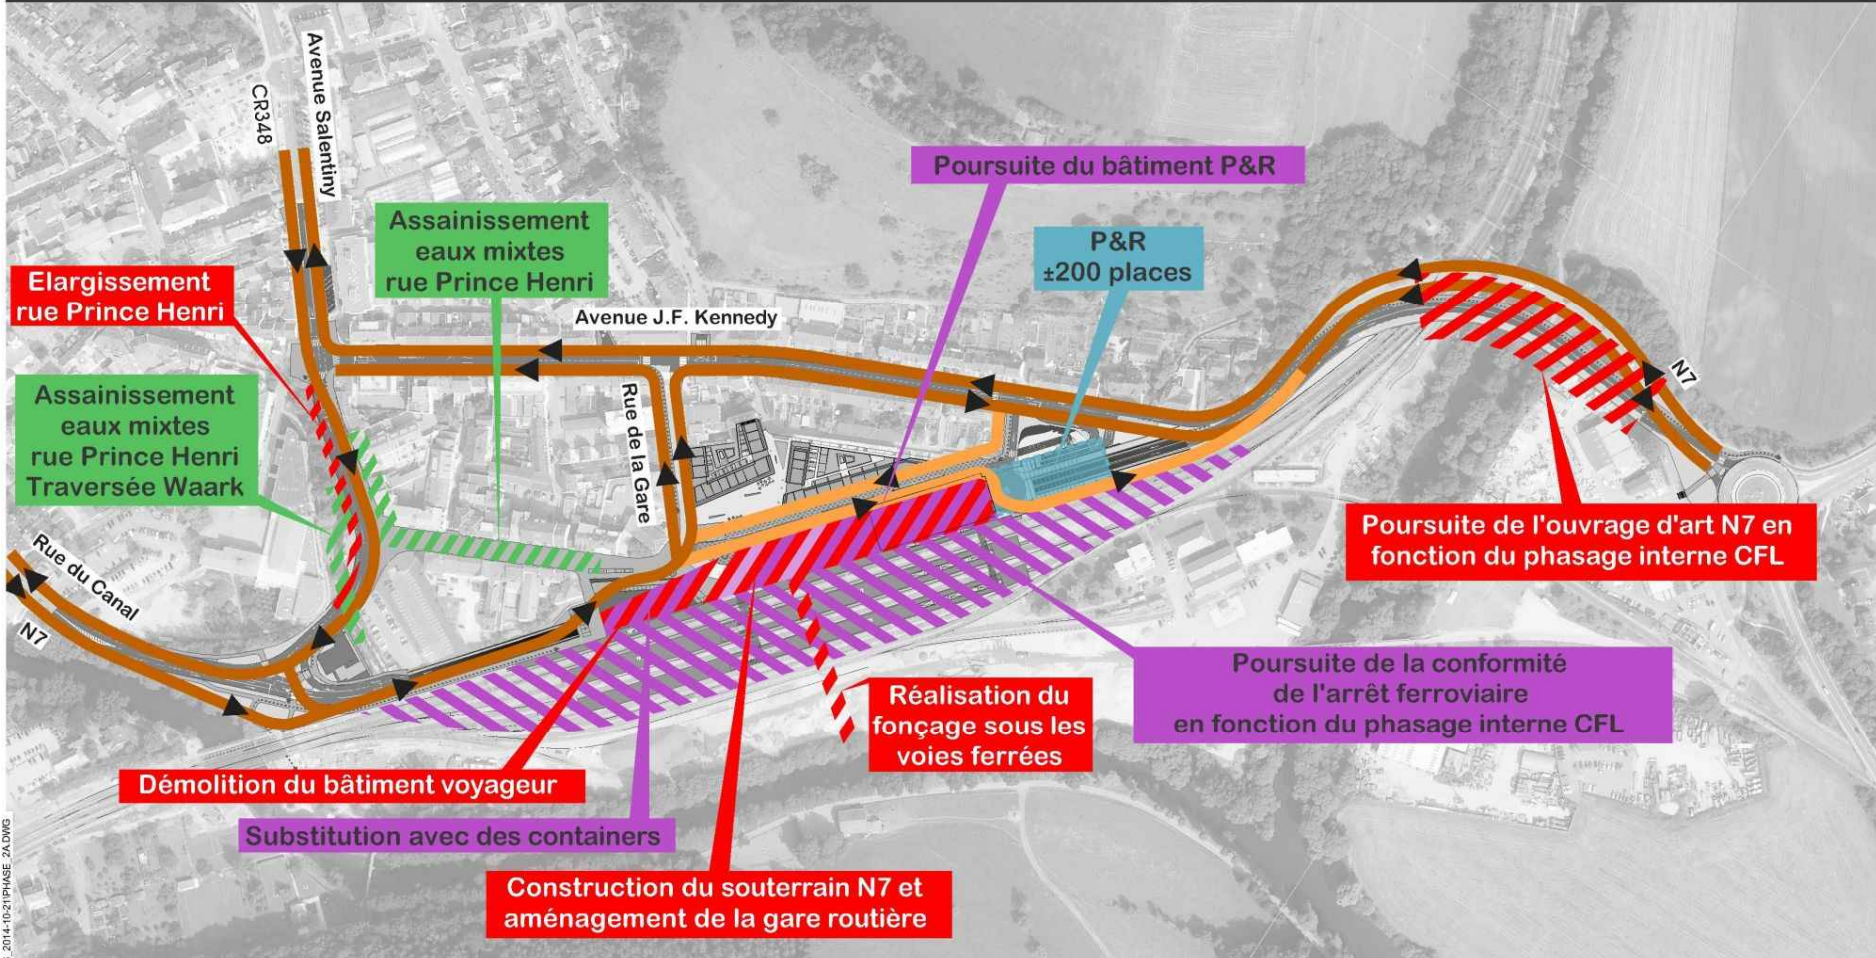 CR348
Avenue Salentiny
Poursuite du bâtiment P&R
Assainissement
eaux mixtes
rue Prince Henri
P&R
±200 places
Elargissement
rue Prince Henri
Avenue J.F. Kennedy
N7
Assainissement
eaux mixtes
rue Prince Henri
Traversée Waark
Rue de la Gare
Poursuite de l'ouvrage d'art N7 en
fonction du phasage interne CFL
Rue du Canal
N7
Poursuite de la conformité
de l'arrêt ferroviaire
en fonction du phasage interne CFL
Réalisation du
fonçage sous les
voies ferrées
Démolition du bâtiment voyageur
Substitution avec des containers
Construction du souterrain N7 et
aménagement de la gare routière
_2014-10-21\PHASE_2A.DWG